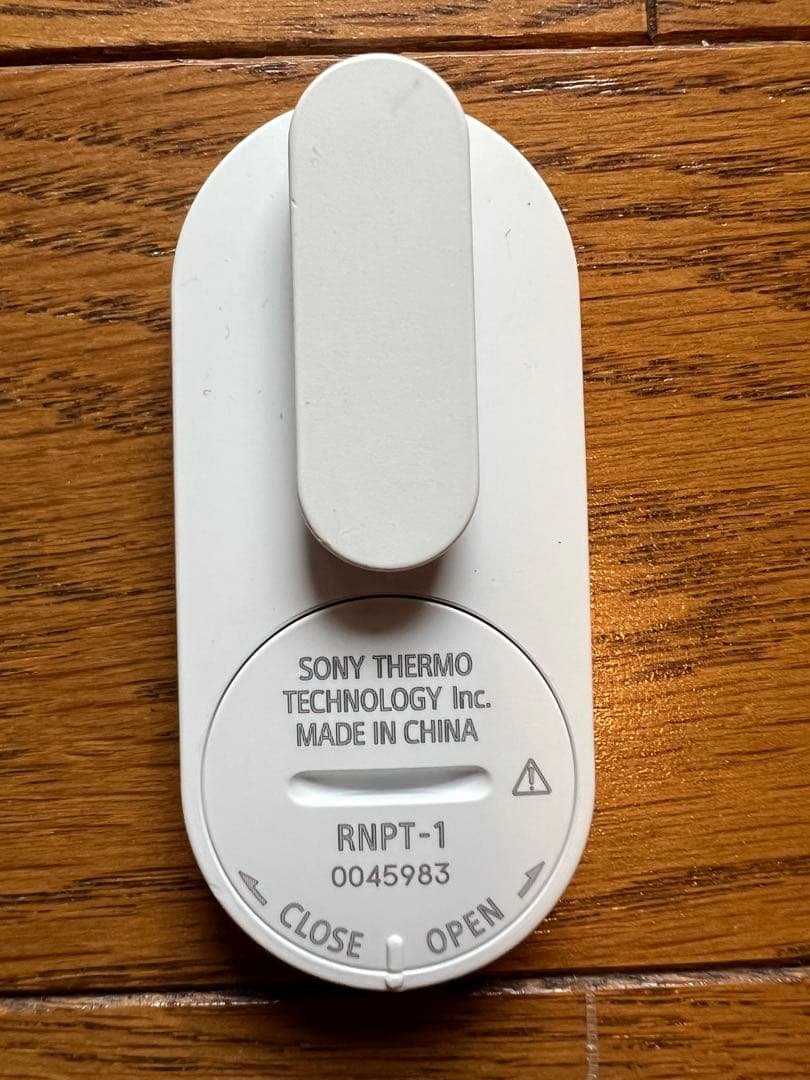 SONY THERMO
TECHNOLOGY Inc.
MADE IN CHINA
RNPT-1
0045983
CLOSE OPEN